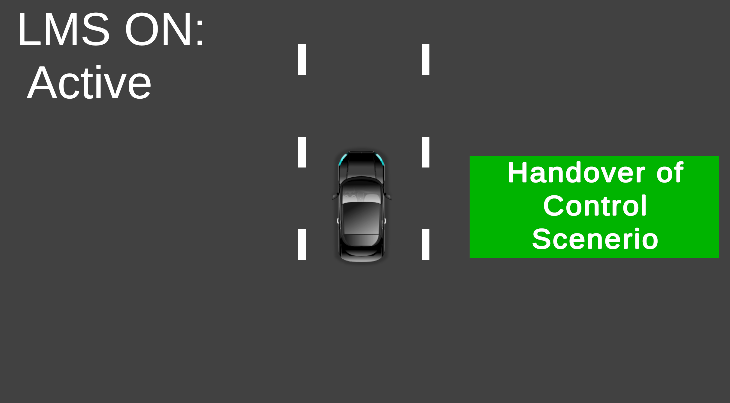 LMS ON:
Active
Handover of
Control
Scenerio